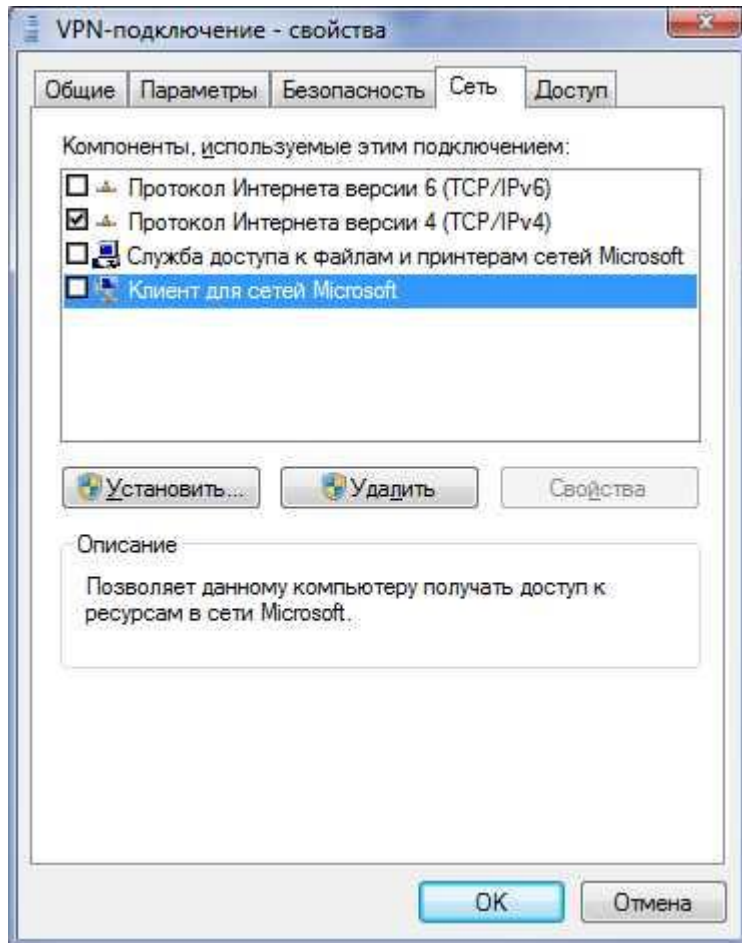 VPN-подключение - свойства
Общие Параметры Безопасность Сеть Доступ
Компоненты, используемые этим подключением:
Протокол Интернета версии 6 (TCP/IPv6)
Протокол Интернета версии 4 (TCP/IPv4)
Служба доступа к файлам и принтерам сетей Microsoft
Клиент для сетей Microsoft
Установить... Удалить Свойства
Описание
Позволяет данному компьютеру получать доступ к
ресурсам в сети Microsoft.
ОК Отмена